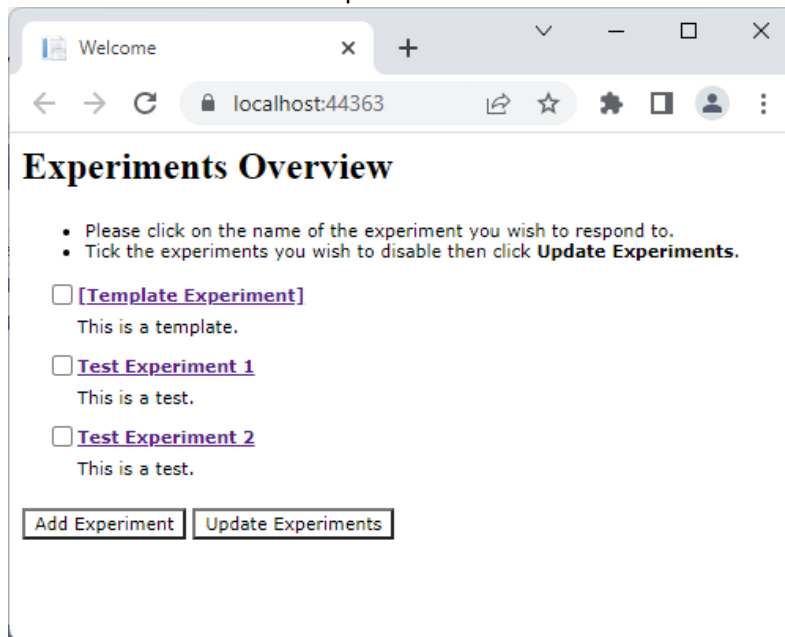 Welcome
localhost:44363
Experiments Overview
Please click on the name of the experiment you wish to respond to.
Tick the experiments you wish to disable then click Update Experiments.
[Template Experiment]
This is a template.
Test Experiment 1
This is a test.
Test Experiment 2
This is a test.
Add Experiment Update Experiments